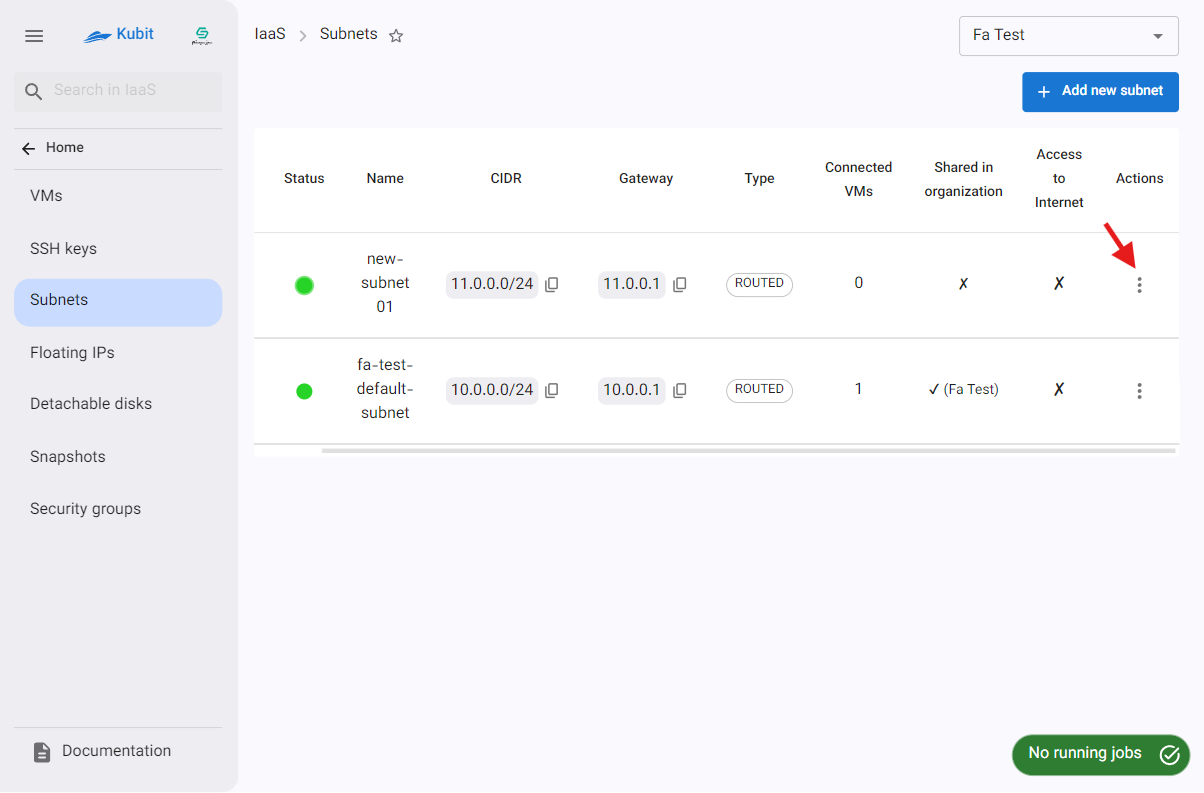 Kubit
IaaS
Subnets
Fa Test
Search in IaaS
Add new subnet
Home
VMs
SSH keys
Subnets
Floating IPs
Detachable disks
Snapshots
Security groups
Documentation
Status
Name
CIDR
Gateway
Type
Connected
VMs
Shared in
organization
Access
to
Internet
Actions
new-
subnet
01
11.0.0.0/24
11.0.0.1
ROUTED
0
✗
✗
fa-test-
default-
subnet
10.0.0.0/24
10.0.0.1
ROUTED
1
✓ (Fa Test)
✗
No running jobs